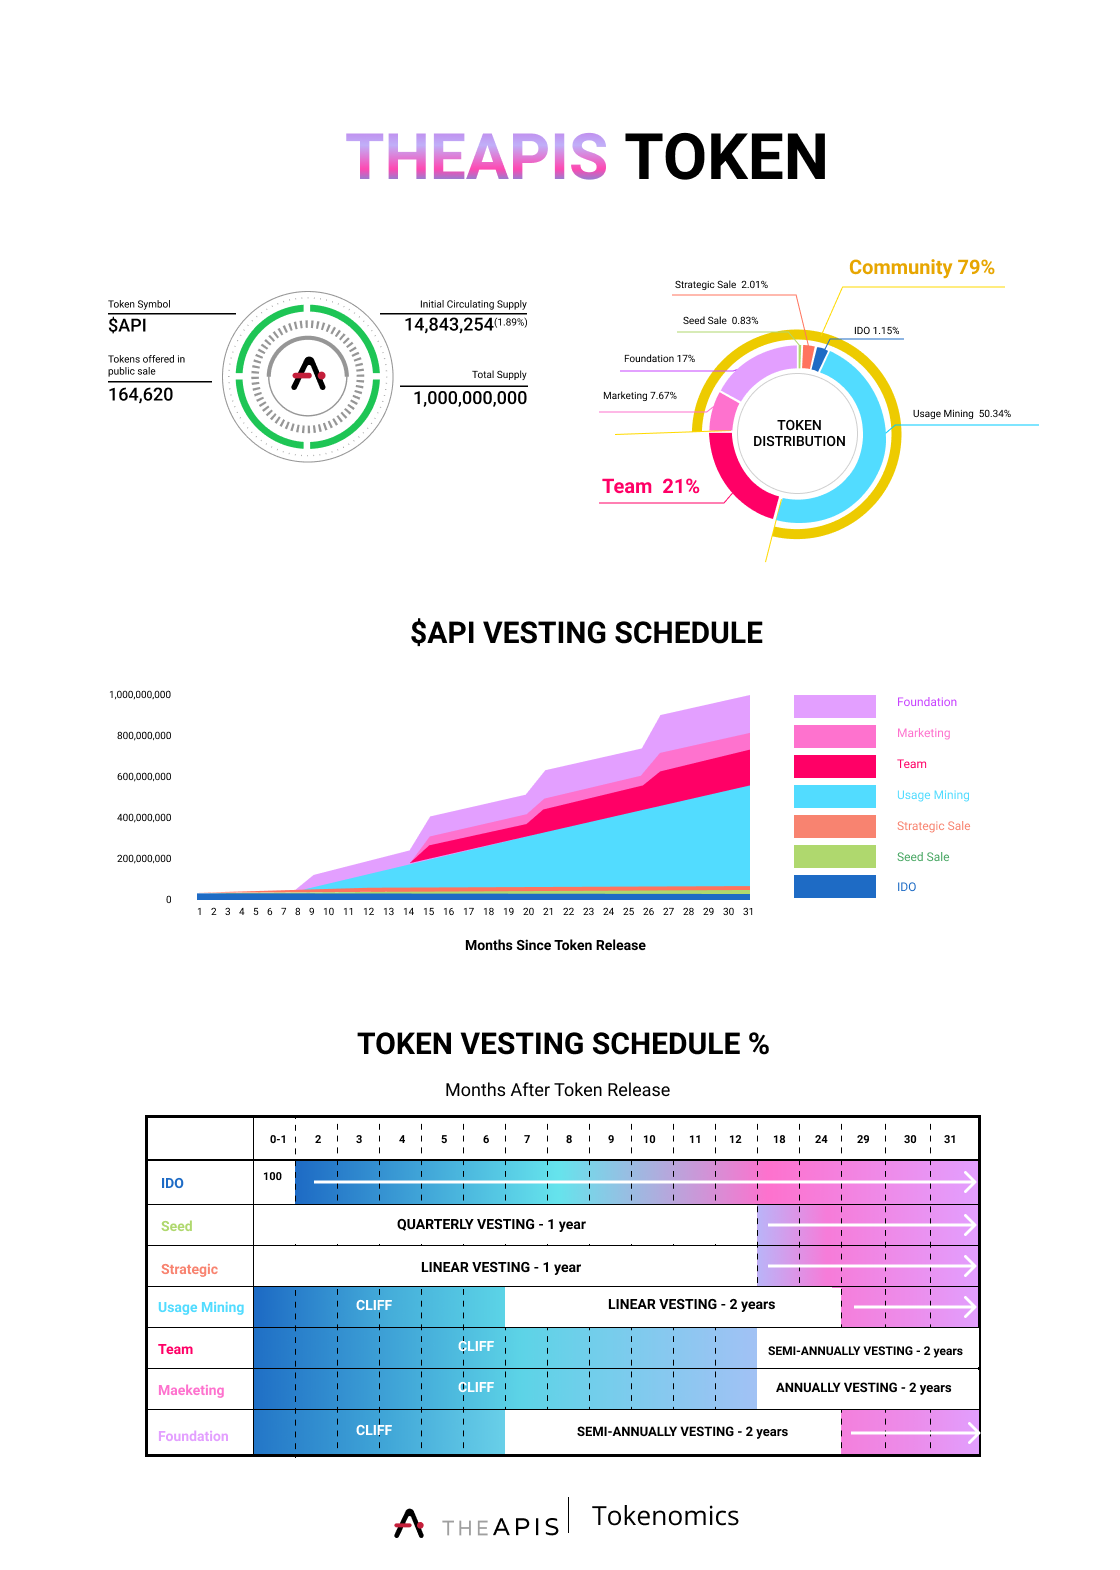 THEAPIS TOKEN
Token Symbol
$API
Tokens offered in
public sale
164,620
Initial Circulating Supply
14,843,254(1.89%)
Total Supply
1,000,000,000
Community 79%
Strategic Sale 2.01%
Seed Sale 0.83%
IDO 1.15%
Foundation 17%
Marketing 7.67%
Usage Mining 50.34%
TOKEN
DISTRIBUTION
Team 21%
$API VESTING SCHEDULE
1,000,000,000
800,000,000
600,000,000
400,000,000
200,000,000
0
1 2 3 4 5 6 7 8 9 10 11 12 13 14 15 16 17 18 19 20 21 22 23 24 25 26 27 28 29 30 31
Months Since Token Release
Foundation
Marketing
Team
Usage Mining
Strategic Sale
Seed Sale
IDO
TOKEN VESTING SCHEDULE %
Months After Token Release
0-1 2 3 4 5 6 7 8 9 10 11 12 18 24 29 30 31
IDO 100
Seed QUARTERLY VESTING - 1 year
Strategic LINEAR VESTING - 1 year
Usage Mining CLIFF LINEAR VESTING - 2 years
Team CLIFF SEMI-ANNUALLY VESTING - 2 years
Maeketing CLIFF ANNUALLY VESTING - 2 years
Foundation CLIFF SEMI-ANNUALLY VESTING - 2 years
THEAPIS Tokenomics